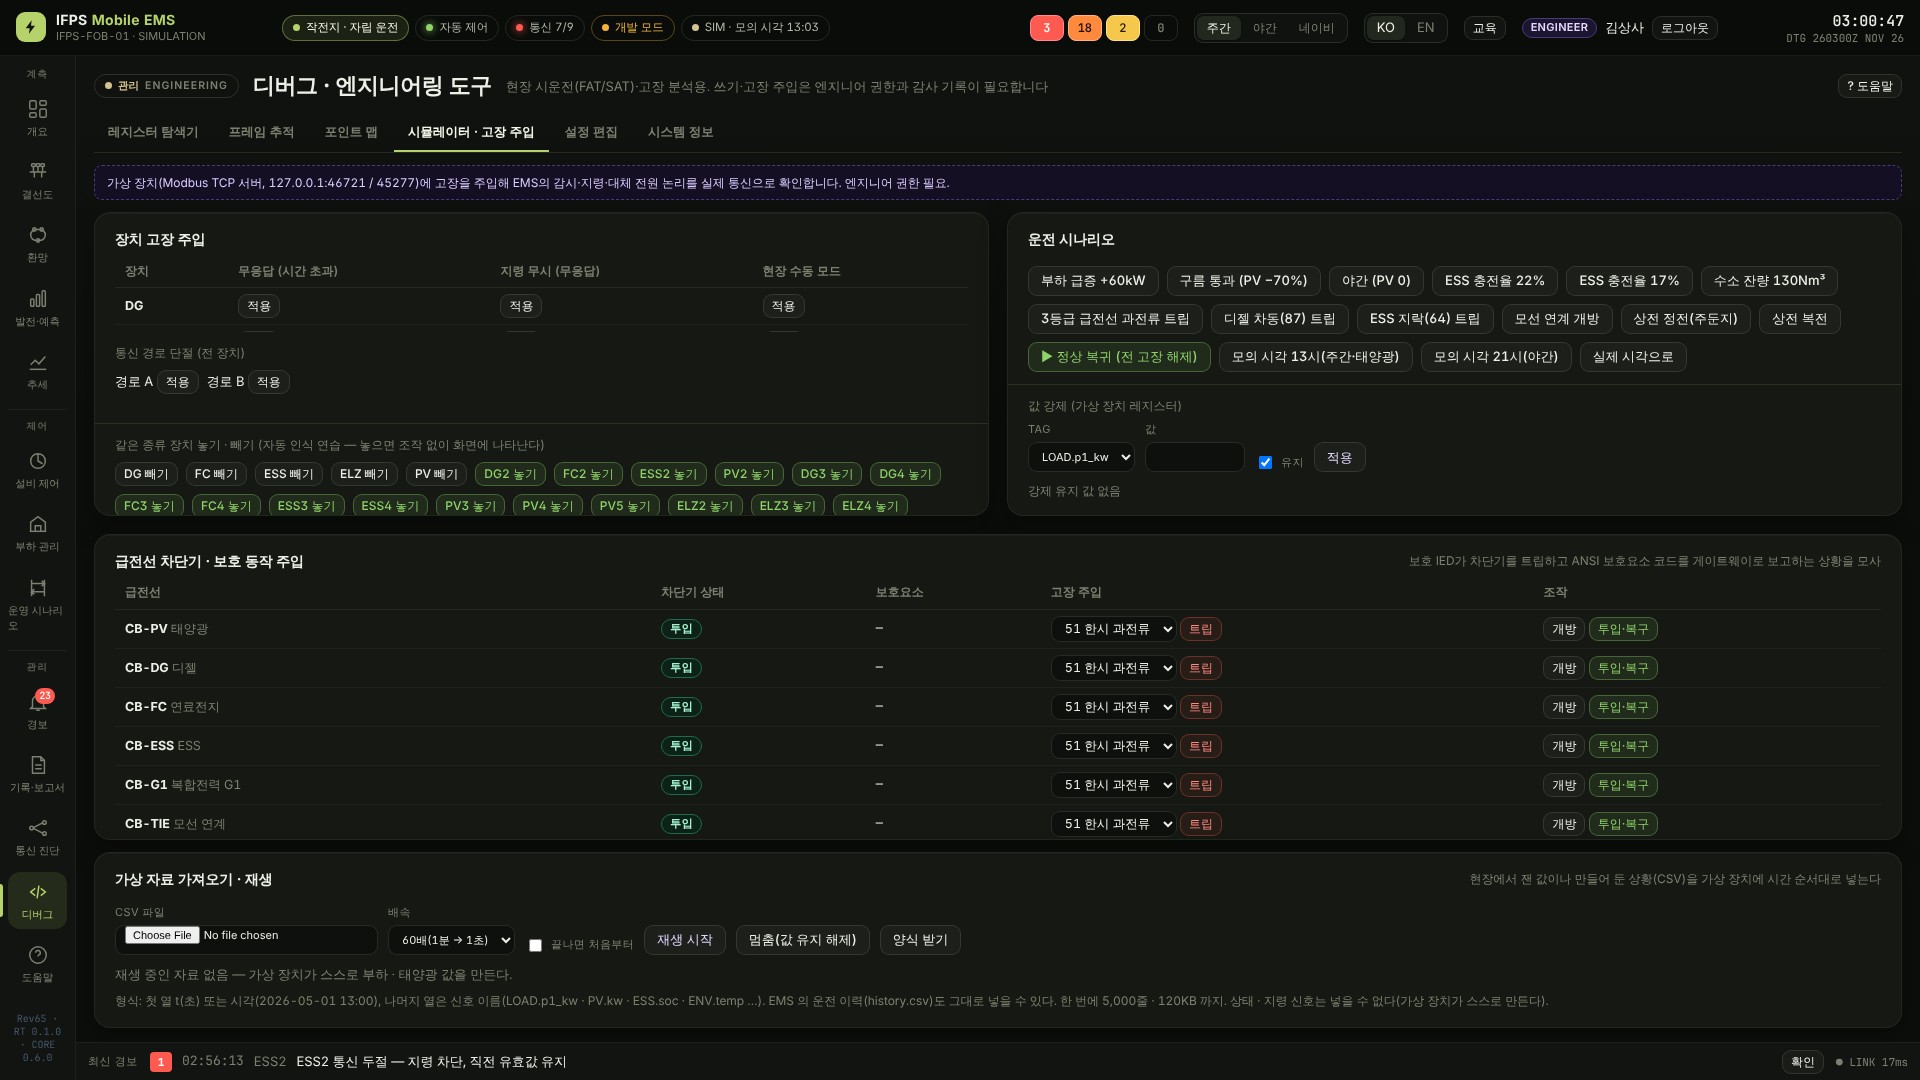 IFPS Mobile EMS
IFPS-FOB-01 · SIMULATION
작전지 · 자립 운전
자동 제어
통신 7/9
개발 모드
SIM · 모의 시각 13:03
3
18
2
0
주간
야간
네이비
KO
EN
교육
ENGINEER
김상사
로그아웃
03:00:47
DTG 260300Z NOV 26
계측
개요
결선도
환망
발전·예측
추세
제어
설비 제어
부하 관리
운영 시나리오
관리
23
경보
기록·보고서
통신 진단
디버그
도움말
Rev65 · RT 0.1.0 · CORE 0.6.0
관리 ENGINEERING
디버그 · 엔지니어링 도구
현장 시운전(FAT/SAT)·고장 분석용. 쓰기·고장 주입은 엔지니어 권한과 감사 기록이 필요합니다
? 도움말
레지스터 탐색기
프레임 추적
포인트 맵
시뮬레이터 · 고장 주입
설정 편집
시스템 정보
가상 장치(Modbus TCP 서버, 127.0.0.1:46721 / 45277)에 고장을 주입해 EMS의 감시·지령·대체 전원 논리를 실제 통신으로 확인합니다. 엔지니어 권한 필요.
장치 고장 주입
장치 무응답 (시간 초과) 지령 무시 (무응답) 현장 수동 모드
DG 적용 적용 적용
통신 경로 단절 (전 장치)
경로 A 적용 경로 B 적용
같은 종류 장치 놓기 · 빼기 (자동 인식 연습 — 놓으면 조작 없이 화면에 나타난다)
DG 빼기 FC 빼기 ESS 빼기 ELZ 빼기 PV 빼기 DG2 놓기 FC2 놓기 ESS2 놓기 PV2 놓기 DG3 놓기 DG4 놓기
FC3 놓기 FC4 놓기 ESS3 놓기 ESS4 놓기 PV3 놓기 PV4 놓기 PV5 놓기 ELZ2 놓기 ELZ3 놓기 ELZ4 놓기
운전 시나리오
부하 급증 +60kW 구름 통과 (PV −70%) 야간 (PV 0) ESS 충전율 22% ESS 충전율 17% 수소 잔량 130Nm³
3등급 급전선 과전류 트립 디젤 차동(87) 트립 ESS 지락(64) 트립 모선 연계 개방 상전 정전(주둔지) 상전 복전
▶ 정상 복귀 (전 고장 해제) 모의 시각 13시(주간·태양광) 모의 시각 21시(야간) 실제 시각으로
값 강제 (가상 장치 레지스터)
TAG 값
LOAD.p1_kw 유지 적용
강제 유지 값 없음
급전선 차단기 · 보호 동작 주입
보호 IED가 차단기를 트립하고 ANSI 보호요소 코드를 게이트웨이로 보고하는 상황을 모사
급전선 차단기 상태 보호요소 고장 주입 조작
CB-PV 태양광 투입 — 51 한시 과전류 트립 개방 투입·복구
CB-DG 디젤 투입 — 51 한시 과전류 트립 개방 투입·복구
CB-FC 연료전지 투입 — 51 한시 과전류 트립 개방 투입·복구
CB-ESS ESS 투입 — 51 한시 과전류 트립 개방 투입·복구
CB-G1 복합전력 G1 투입 — 51 한시 과전류 트립 개방 투입·복구
CB-TIE 모선 연계 투입 — 51 한시 과전류 트립 개방 투입·복구
가상 자료 가져오기 · 재생
현장에서 잰 값이나 만들어 둔 상황(CSV)을 가상 장치에 시간 순서대로 넣는다
CSV 파일 배속
Choose File No file chosen 60배(1분 → 1초) 끝나면 처음부터 재생 시작 멈춤(값 유지 해제) 양식 받기
재생 중인 자료 없음 — 가상 장치가 스스로 부하 · 태양광 값을 만든다.
형식: 첫 열 t(초) 또는 시각(2026-05-01 13:00), 나머지 열은 신호 이름(LOAD.p1_kw · PV.kw · ESS.soc · ENV.temp …). EMS 의 운전 이력(history.csv)도 그대로 넣을 수 있다. 한 번에 5,000줄 · 120KB 까지. 상태 · 지령 신호는 넣을 수 없다(가상 장치가 스스로 만든다).
최신 경보 1 02:56:13 ESS2 ESS2 통신 두절 — 지령 차단, 직전 유효값 유지
확인
LINK 17ms